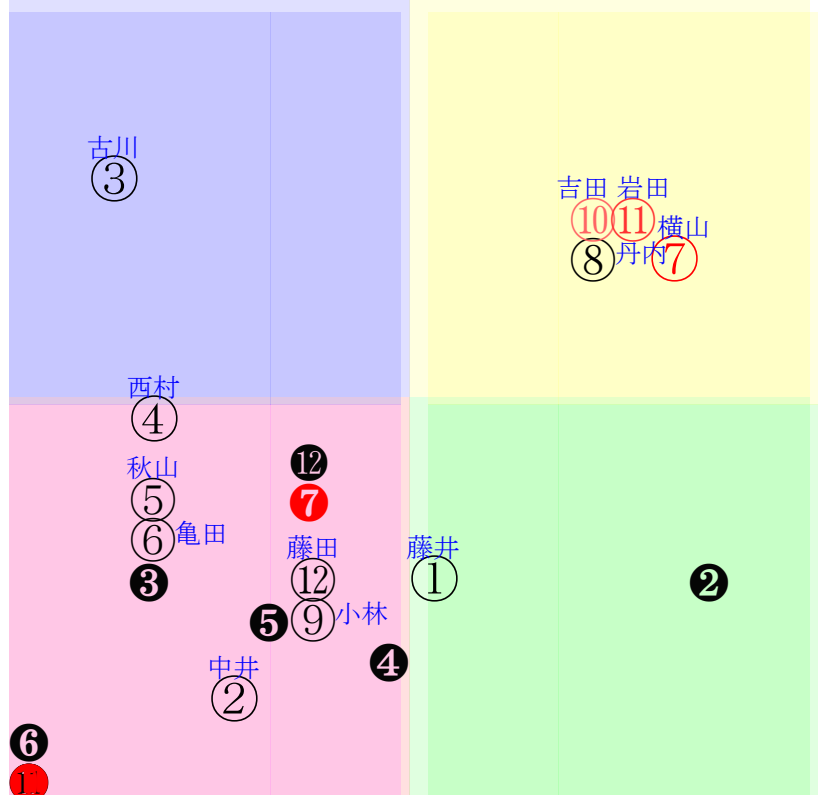 古川
③
吉田 岩田
⑩ ⑪ 横山
⑧ 丹内 ⑦
西村
④
秋山 ⓬
⑤ ❼
⑥ 亀田
藤田 藤井
❸ ⑫ ① ❷
❺ ⑨ 小林
中井 ❹
②
❻
⓫